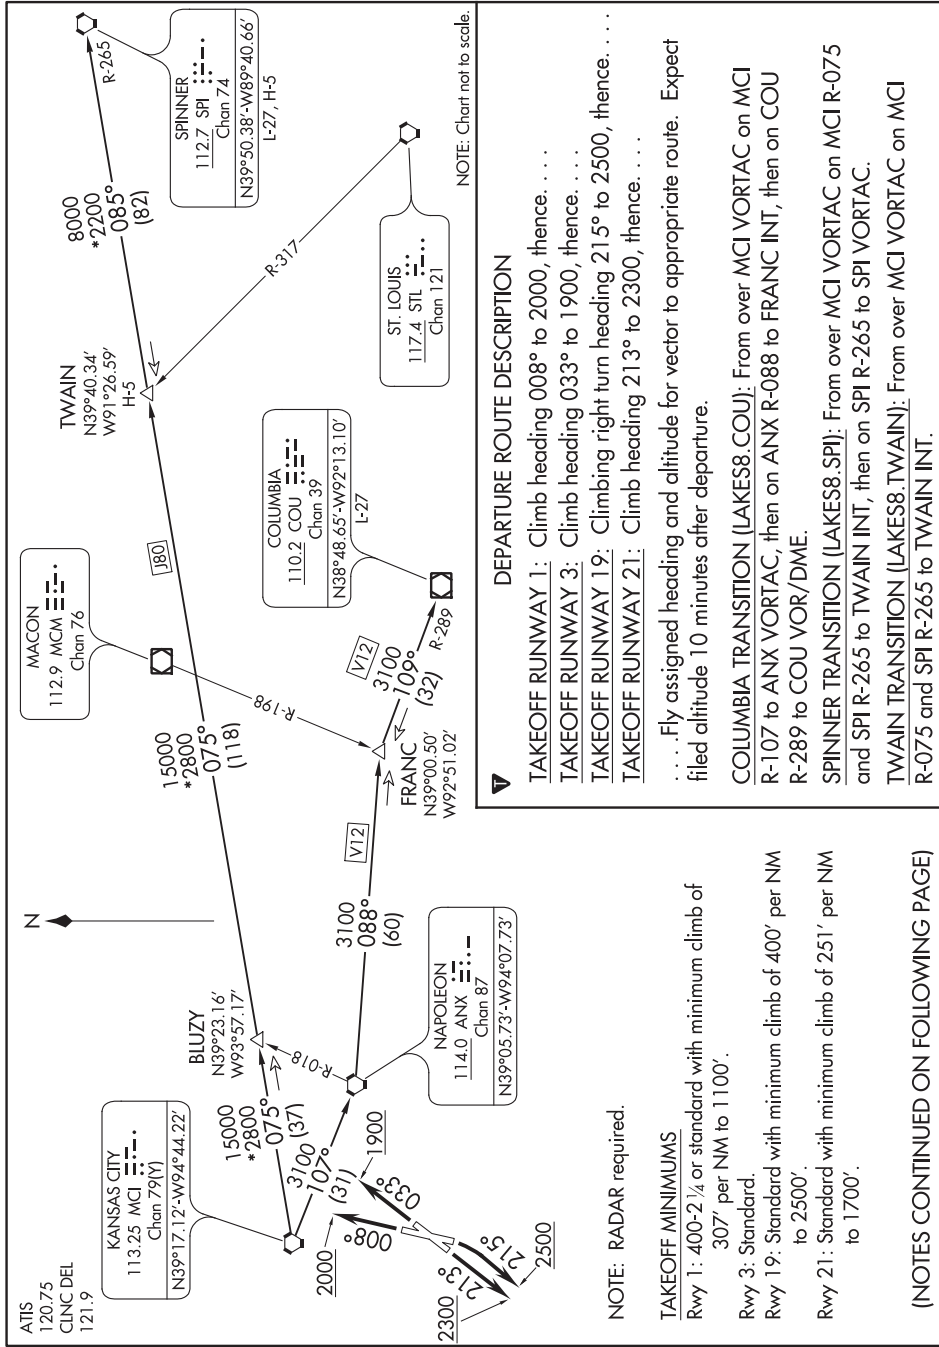 ATIS
120.75
CLNC DEL
121.9
KANSAS CITY
113.25 MCI
Chan 79(Y)
N39°17.12'-W94°44.22'
N
MACON
112.9 MCM
Chan 76
BLUZY
N39°23.16'
W93°57.17'
15000
*2800
075°
(37)
15000
*2800
075°
(118)
J80
TWAIN
N39°40.34'
W91°26.59'
H-5
8000
*2200
085°
(82)
R-265
SPINNER
112.7 SPI
Chan 74
N39°50.38'-W89°40.66'
L-27, H-5
3100
107°
(31)
R-018
3100
088°
(60)
V12
R-198
FRANC
N39°00.50'
W92°51.02'
V12
3100
109°
(32)
R-289
COLUMBIA
110.2 COU
Chan 39
N38°48.65'-W92°13.10'
L-27
R-317
ST. LOUIS
117.4 STL
Chan 121
NAPOLEON
114.0 ANX
Chan 87
N39°05.73'-W94°07.73'
2000
1900
008°
033°
213°
215°
2300
2500
NOTE: Chart not to scale.
NOTE: RADAR required.
TAKEOFF MINIMUMS
Rwy 1: 400-2¼ or standard with minimum climb of
307' per NM to 1100'.
Rwy 3: Standard.
Rwy 19: Standard with minimum climb of 400' per NM
to 2500'.
Rwy 21: Standard with minimum climb of 251' per NM
to 1700'.
(NOTES CONTINUED ON FOLLOWING PAGE)
T
DEPARTURE ROUTE DESCRIPTION
TAKEOFF RUNWAY 1: Climb heading 008° to 2000, thence. . . .
TAKEOFF RUNWAY 3: Climb heading 033° to 1900, thence. . . .
TAKEOFF RUNWAY 19: Climbing right turn heading 215° to 2500, thence. . . .
TAKEOFF RUNWAY 21: Climb heading 213° to 2300, thence. . . .
. . . .Fly assigned heading and altitude for vector to appropriate route. Expect
filed altitude 10 minutes after departure.
COLUMBIA TRANSITION (LAKES8.COU): From over MCI VORTAC on MCI
R-107 to ANX VORTAC, then on ANX R-088 to FRANC INT, then on COU
R-289 to COU VOR/DME.
SPINNER TRANSITION (LAKES8.SPI): From over MCI VORTAC on MCI R-075
and SPI R-265 to TWAIN INT, then on SPI R-265 to SPI VORTAC.
TWAIN TRANSITION (LAKES8.TWAIN): From over MCI VORTAC on MCI
R-075 and SPI R-265 to TWAIN INT.